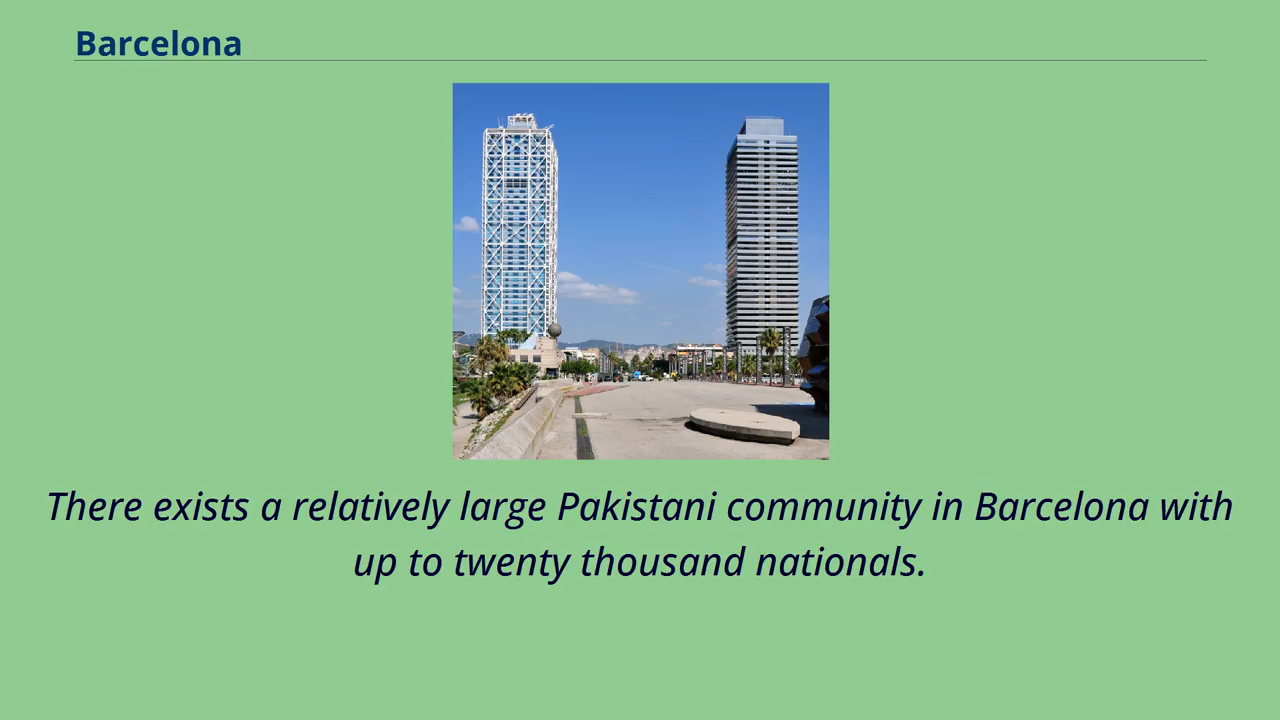 Barcelona
There exists a relatively large Pakistani community in Barcelona with
up to twenty thousand nationals.